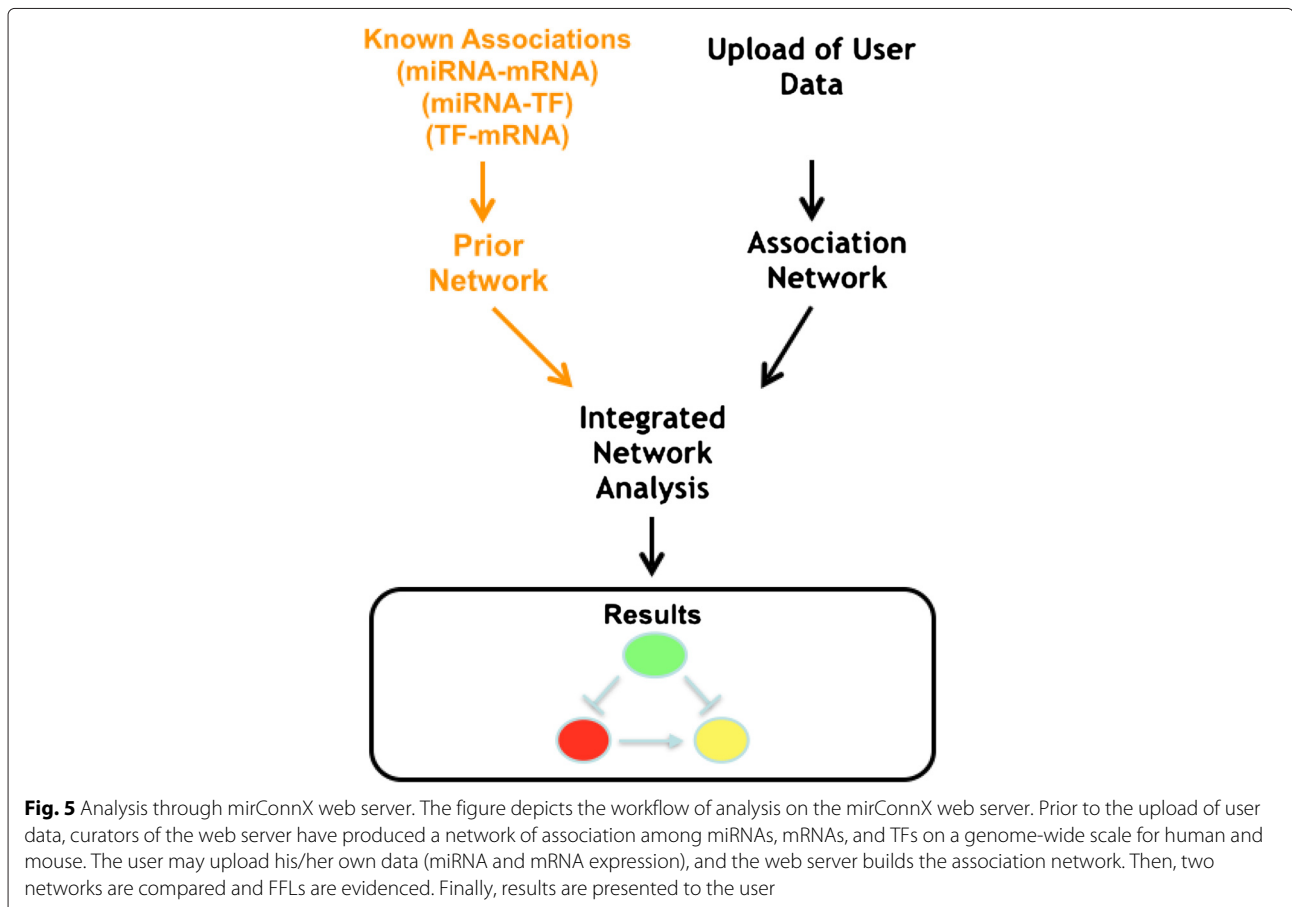 Known Associations
(miRNA-mRNA)
(miRNA-TF)
(TF-mRNA)
Upload of User
Data
Prior
Network
Association
Network
Integrated
Network
Analysis
Results
Fig. 5 Analysis through mirConnX web server. The figure depicts the workflow of analysis on the mirConnX web server. Prior to the upload of user
data, curators of the web server have produced a network of association among miRNAs, mRNAs, and TFs on a genome-wide scale for human and
mouse. The user may upload his/her own data (miRNA and mRNA expression), and the web server builds the association network. Then, two
networks are compared and FFLs are evidenced. Finally, results are presented to the user